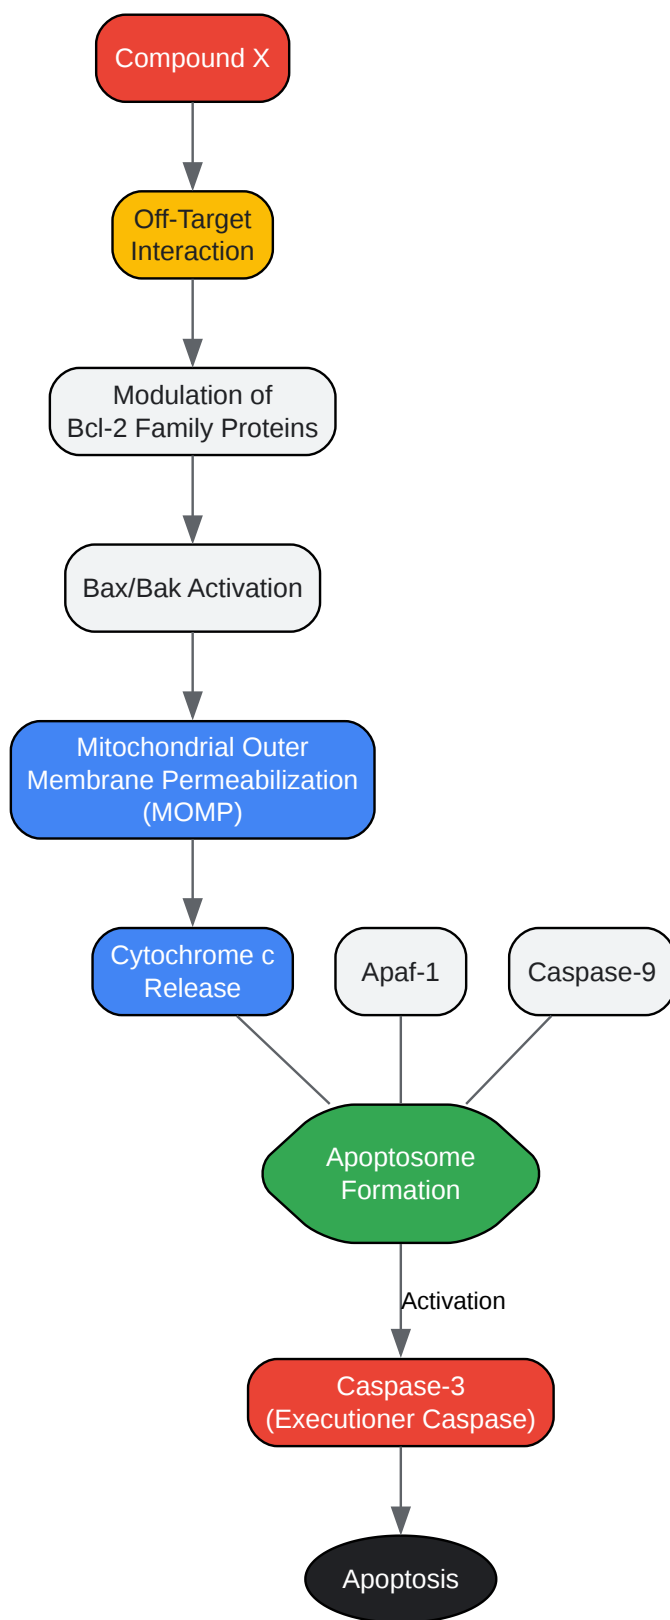 Compound X
Off-Target
Interaction
Modulation of
Bcl-2 Family Proteins
Bax/Bak Activation
Mitochondrial Outer
Membrane Permeabilization
(MOMP)
Cytochrome c
Release
Apaf-1
Caspase-9
Apoptosome
Formation
Activation
Caspase-3
(Executioner Caspase)
Apoptosis